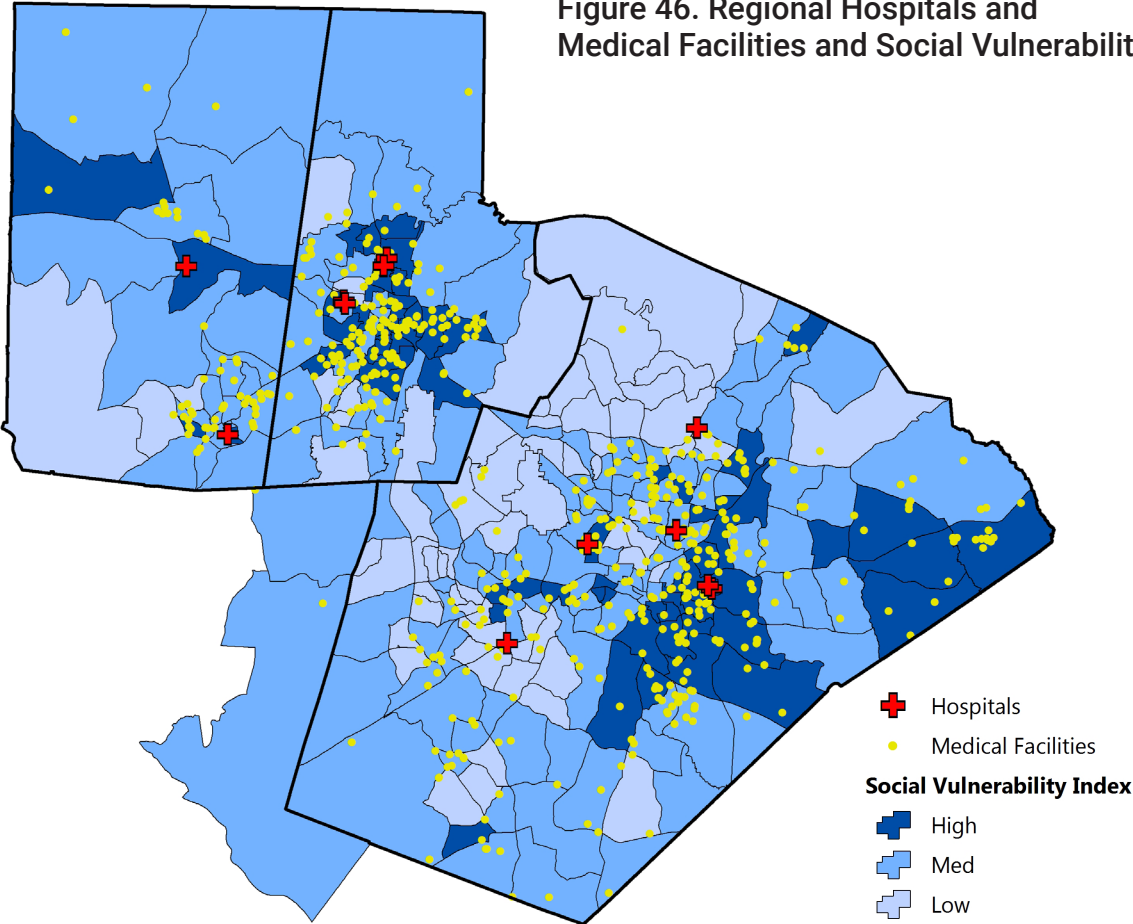 Figure 46. Regional Hospitals and
Medical Facilities and Social Vulnerabilit
Hospitals
Medical Facilities
Social Vulnerability Index
High
Med
Low